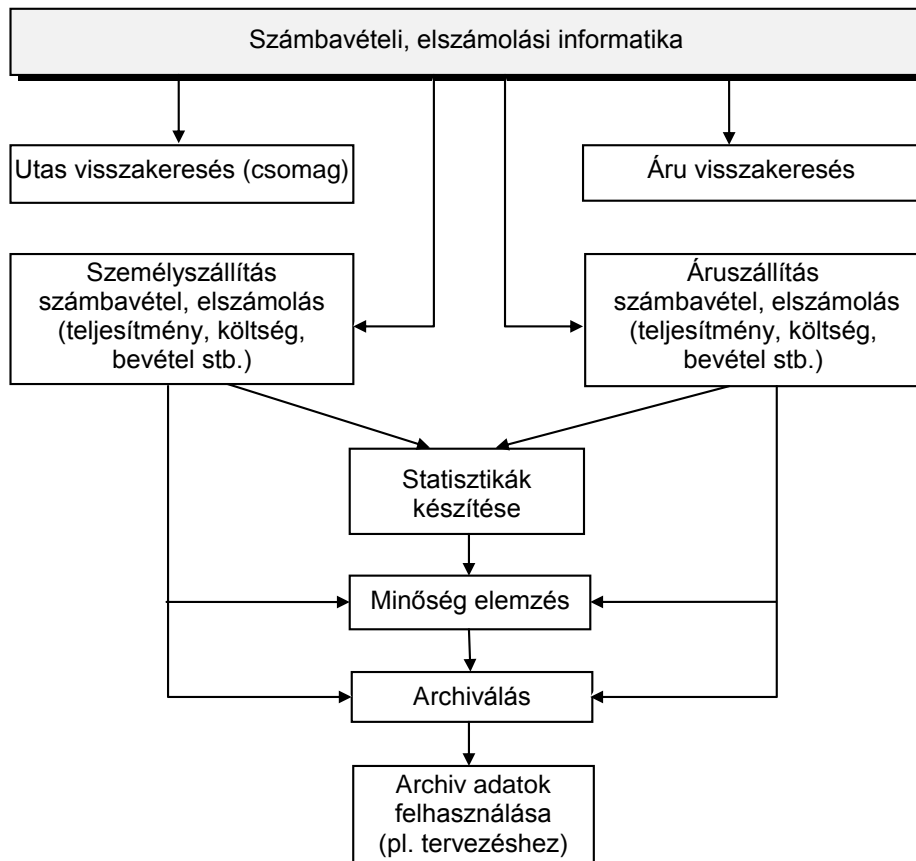 Számbavételi, elszámolási informatika
Utas visszakeresés (csomag)
Áru visszakeresés
Személyszállítás
számbavétel, elszámolás
(teljesítmény, költség,
bevétel stb.)
Áruszállítás
számbavétel, elszámolás
(teljesítmény, költség,
bevétel stb.)
Statisztikák
készítése
Minőség elemzés
Archiválás
Archiv adatok
felhasználása
(pl. tervezéshez)